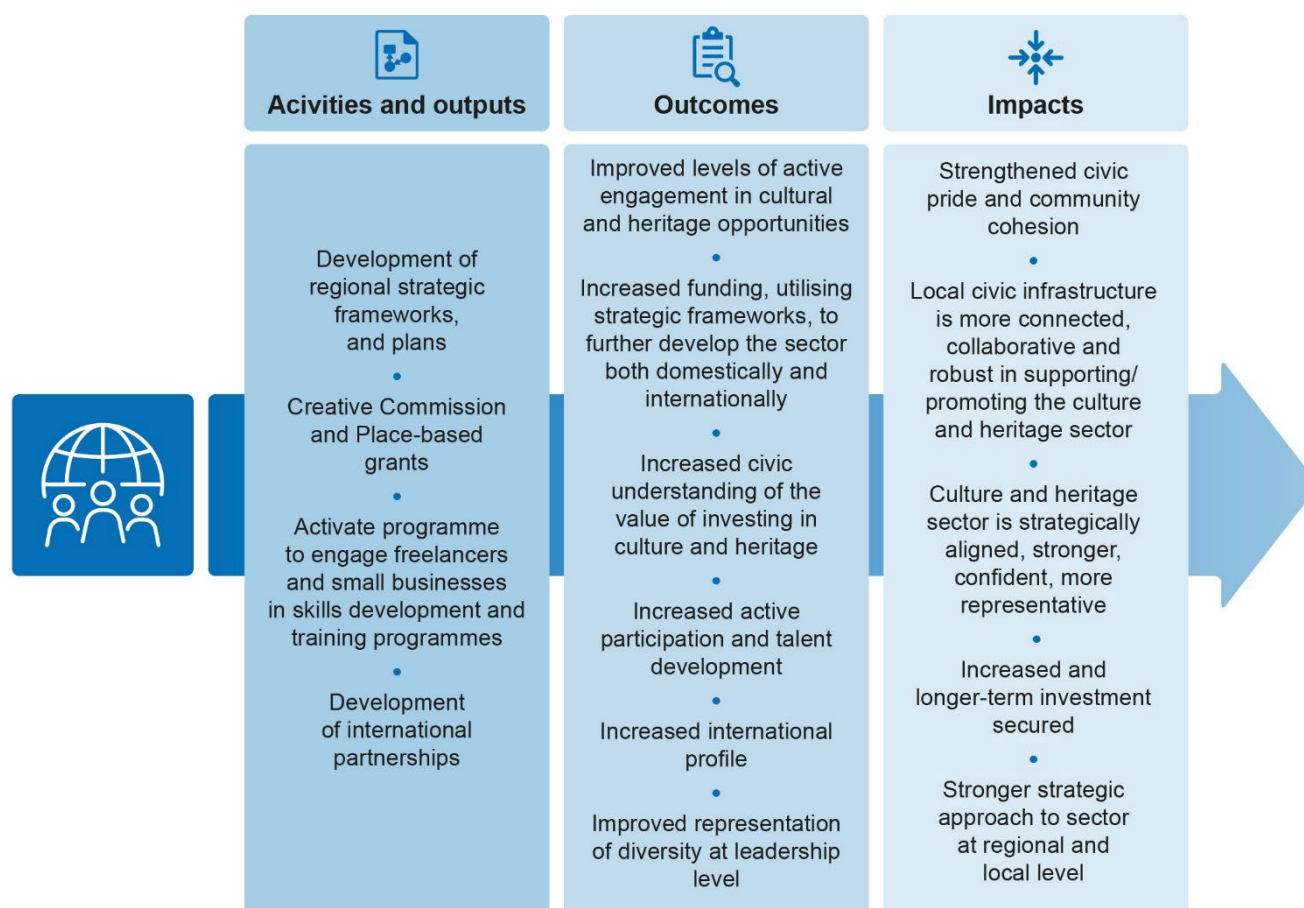 Acivities and outputs
Development of
regional strategic
frameworks,
and plans
•
Creative Commission
and Place-based
grants
•
Activate programme
to engage freelancers
and small businesses
in skills development and
training programmes
•
Development
of international
partnerships
Outcomes
Improved levels of active
engagement in cultural
and heritage opportunities
•
Increased funding, utilising
strategic frameworks, to
further develop the sector
both domestically and
internationally
•
Increased civic
understanding of the
value of investing in
culture and heritage
•
Increased active
participation and talent
development
•
Increased international
profile
•
Improved representation
of diversity at leadership
level
Impacts
Strengthened civic
pride and community
cohesion
•
Local civic infrastructure
is more connected,
collaborative and
robust in supporting/
promoting the culture
and heritage sector
•
Culture and heritage
sector is strategically
aligned, stronger,
confident, more
representative
•
Increased and
longer-term investment
secured
•
Stronger strategic
approach to sector
at regional and
local level